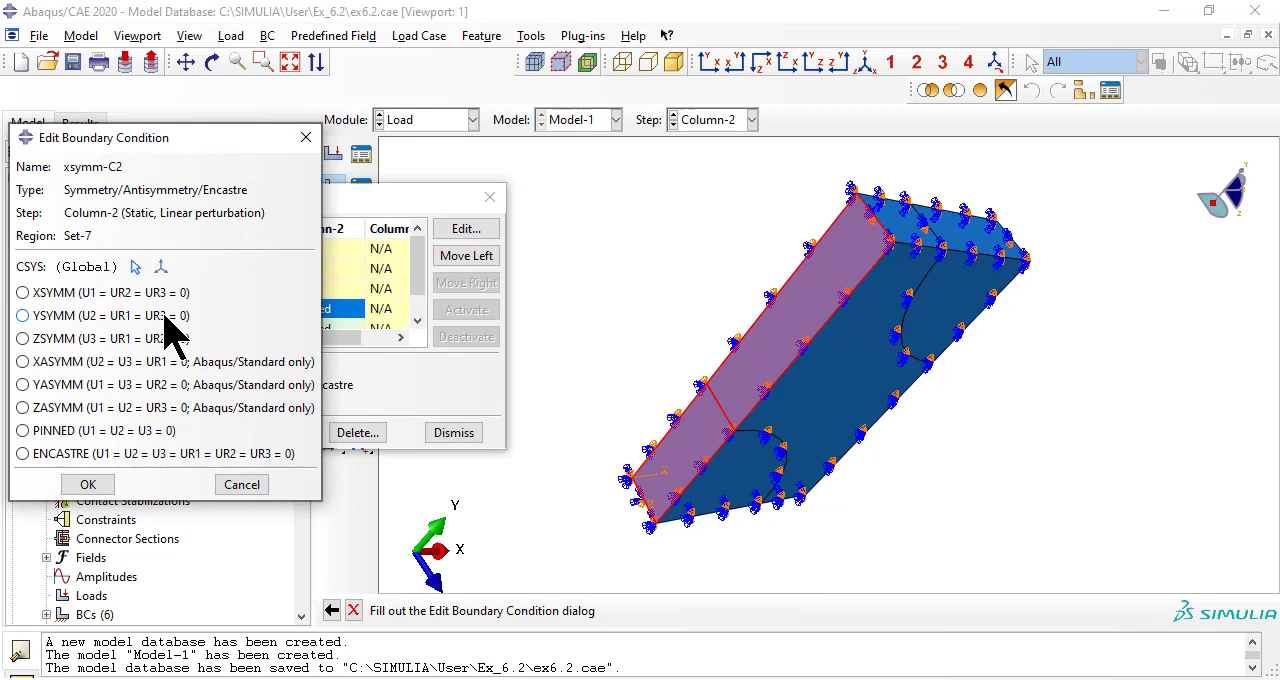 Abaqus/CAE 2020 - Model Database: C:\SIMULIA\User\Ex_6.2\ex6.2.cae [Viewport: 1]
File Model Viewport View Load BC Predefined Field Load Case Feature Tools Plug-ins Help
1 2 3 4 All
Module: Load Model: Model-1 Step: Column-2
Edit Boundary Condition
Name: xsymm-C2
Type: Symmetry/Antisymmetry/Encastre
Step: Column-2 (Static, Linear perturbation)
Region: Set-7
CSYS: (Global)
XSYMM (U1 = UR2 = UR3 = 0)
YSYMM (U2 = UR1 = UR3 = 0)
ZSYMM (U3 = UR1 = UR2
XASYMM (U2 = U3 = UR1 = 0; Abaqus/Standard only)
YASYMM (U1 = U3 = UR2 = 0; Abaqus/Standard only)
ZASYMM (U1 = U2 = UR3 = 0; Abaqus/Standard only)
PINNED (U1 = U2 = U3 = 0)
ENCASTRE (U1 = U2 = U3 = UR1 = UR2 = UR3 = 0)
OK Cancel
n-2 Column
N/A
N/A
N/A
ed N/A
N/A
Edit...
Move Left
Move Right
Activate
Deactivate
castre
Delete... Dismiss
Constraints
Connector Sections
Fields
Amplitudes
Loads
BCs (6)
Y
X
Fill out the Edit Boundary Condition dialog
SIMULIA
A new model database has been created.
The model "Model-1" has been created.
The model database has been saved to "C:\SIMULIA\User\Ex_6.2\ex6.2.cae".